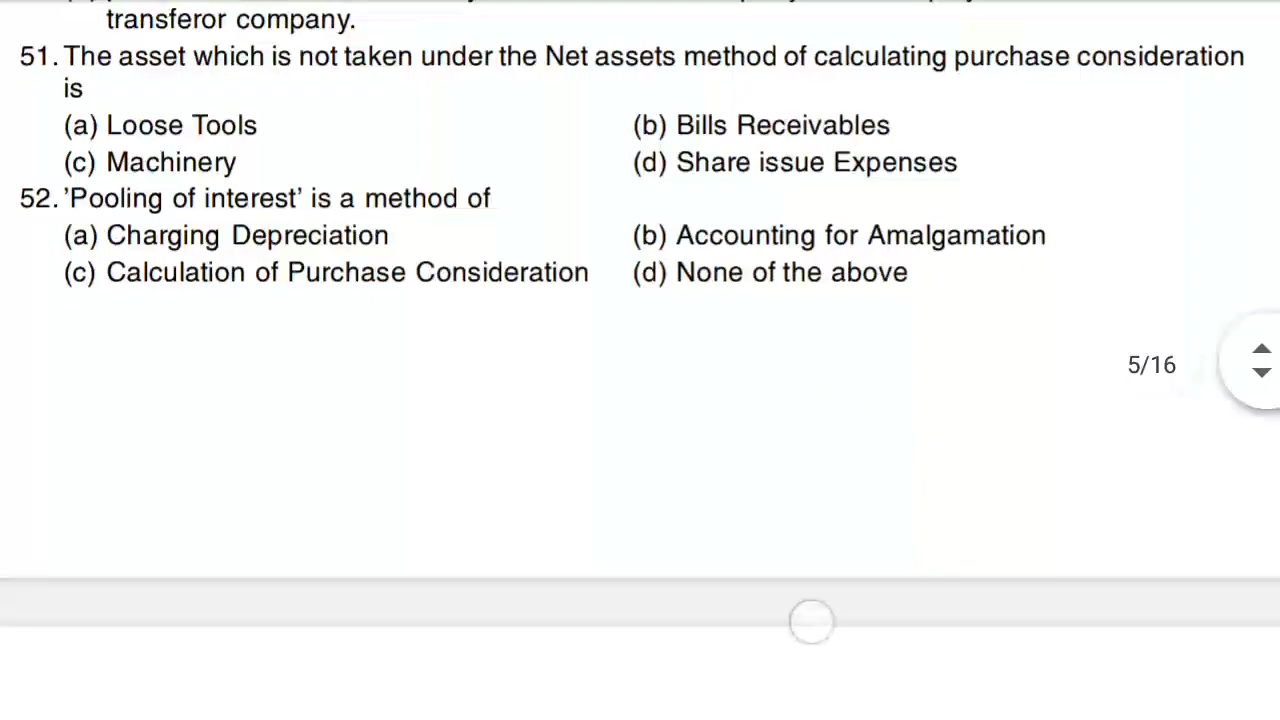 transferor company.
51. The asset which is not taken under the Net assets method of calculating purchase consideration
is
(a) Loose Tools (b) Bills Receivables
(c) Machinery (d) Share issue Expenses
52. 'Pooling of interest' is a method of
(a) Charging Depreciation (b) Accounting for Amalgamation
(c) Calculation of Purchase Consideration (d) None of the above
5/16